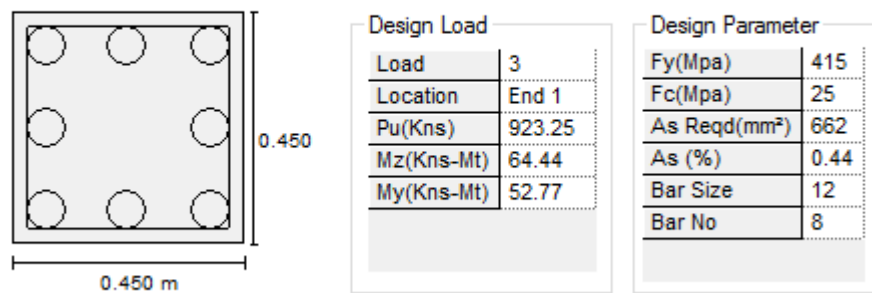 0.450
0.450 m
Design Load
Load 3
Location End 1
Pu(Kns) 923.25
Mz(Kns-Mt) 64.44
My(Kns-Mt) 52.77
Design Parameter
Fy(Mpa) 415
Fc(Mpa) 25
As Reqd(mm²) 662
As (%) 0.44
Bar Size 12
Bar No 8